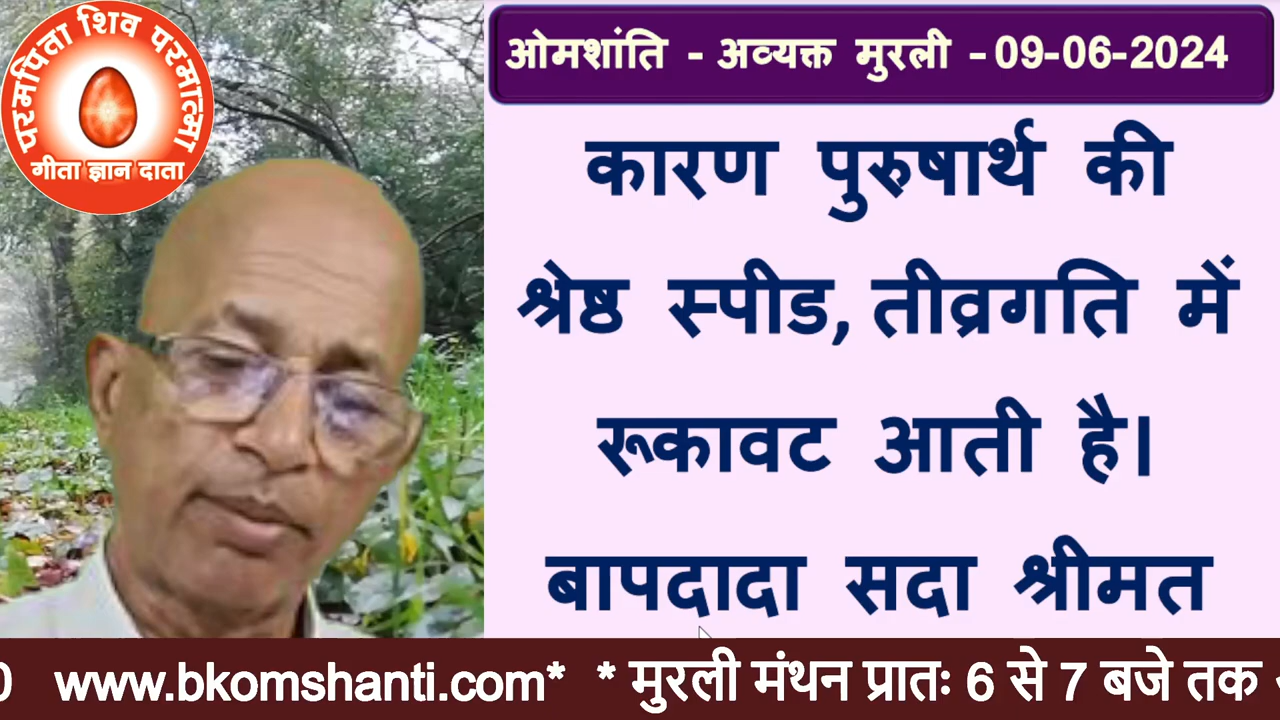 परमपिता शिव परमात्मा
गीता ज्ञान दाता
ओमशांति - अव्यक्त मुरली - 09-06-2024
कारण पुरुषार्थ की
श्रेष्ठ स्पीड, तीव्रगति में
रूकावट आती है।
बापदादा सदा श्रीमत
0 www.bkomshanti.com* * मुरली मंथन प्रातः 6 से 7 बजे तक